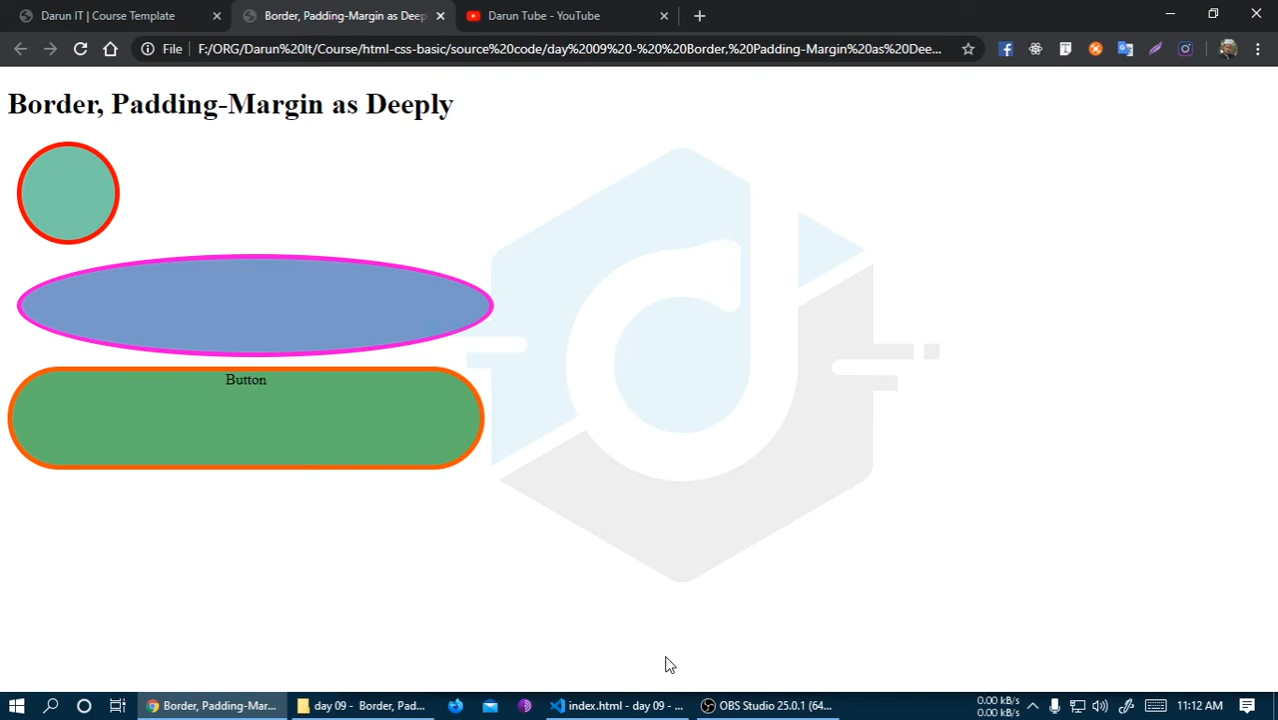 Darun IT | Course Template
Border, Padding-Margin as Deeply
Darun Tube - YouTube
File
F:/ORG/Darun%20It/Course/html-css-basic/source%20code/day%2009%20-%20%20Border,%20Padding-Margin%20as%20Dee...
Border, Padding-Margin as Deeply
Button
Border, Padding-Mar...
day 09 - Border, Pad...
index.html - day 09 - ...
OBS Studio 25.0.1 (64...
0.00 kB/s
0.00 kB/s
11:12 AM